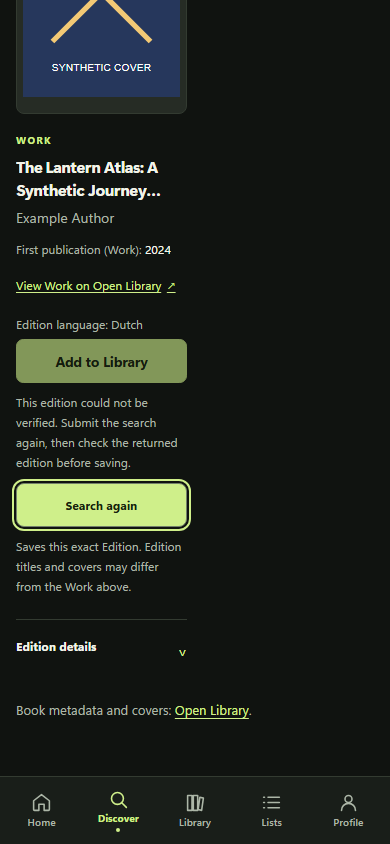 SYNTHETIC COVER
WORK
The Lantern Atlas: A
Synthetic Journey...
Example Author
First publication (Work): 2024
View Work on Open Library ↗
Edition language: Dutch
Add to Library
This edition could not be
verified. Submit the search
again, then check the returned
edition before saving.
Search again
Saves this exact Edition. Edition
titles and covers may differ
from the Work above.
Edition details v
Book metadata and covers: Open Library.
Home Discover Library Lists Profile